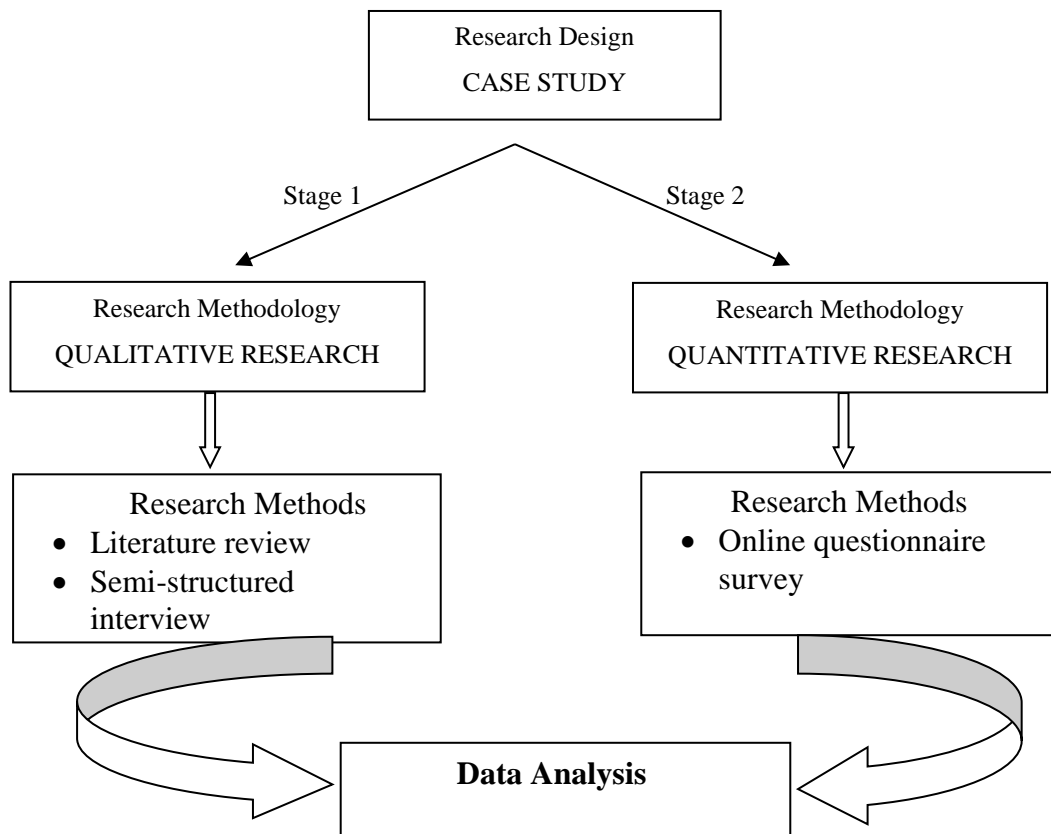 Research Design
CASE STUDY
Stage 1
Stage 2
Research Methodology
QUALITATIVE RESEARCH
Research Methodology
QUANTITATIVE RESEARCH
Research Methods
• Literature review
• Semi-structured
interview
Research Methods
• Online questionnaire
survey
Data Analysis